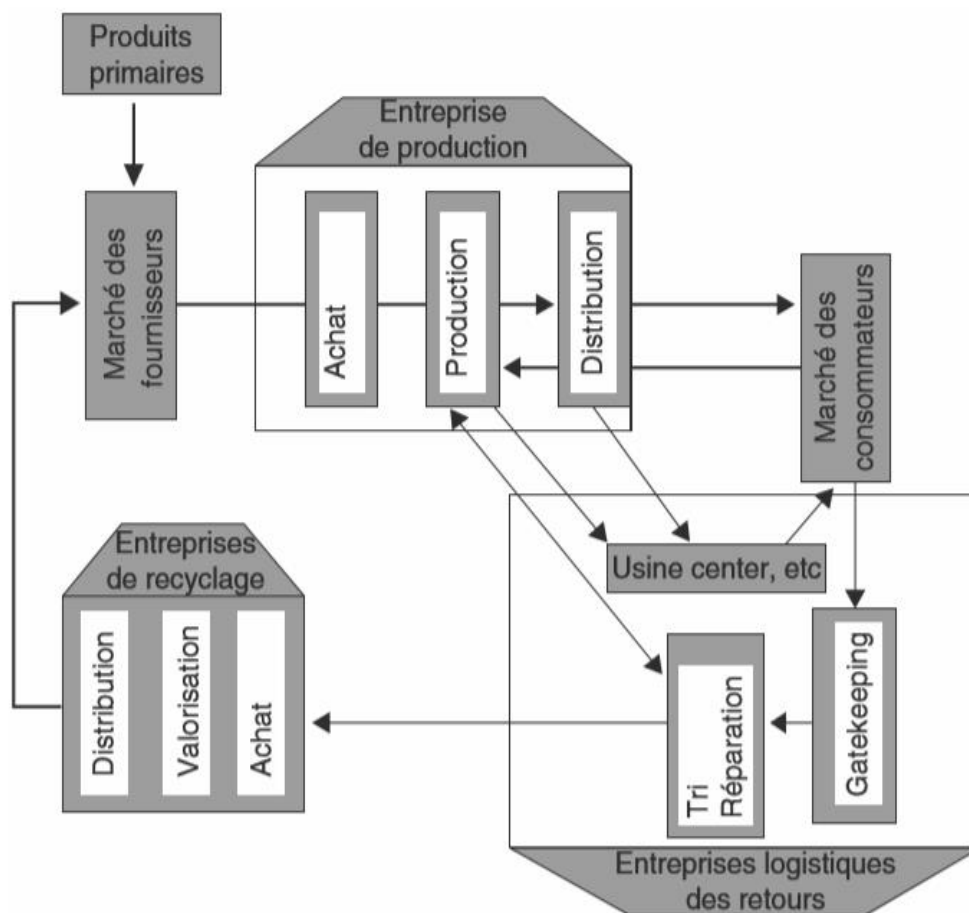 Produits
primaires
Entreprise
de production
Marché des
fournisseurs
Achat
Production
Distribution
Marché des
consommateurs
Usine center, etc
Entreprises
de recyclage
Distribution
Valorisation
Achat
Tri
Réparation
Gatekeeping
Entreprises logistiques
des retours